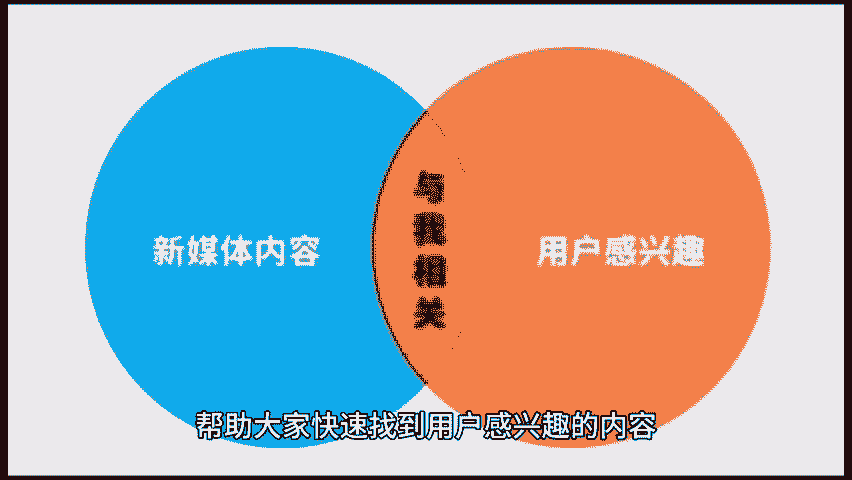 新媒体内容
与我相关
用户感兴趣
帮助大家快速找到用户感兴趣的内容